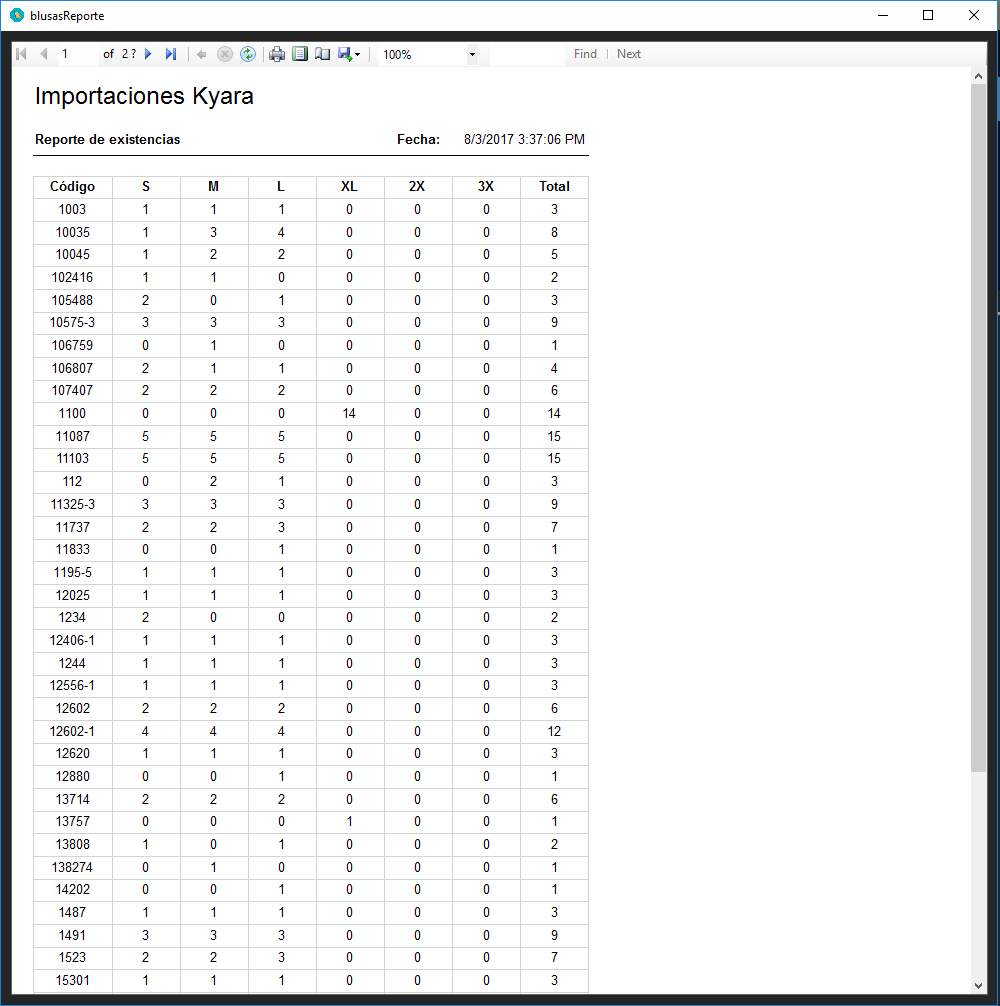 blusasReporte
1 of 2 ? 100% Find Next
Importaciones Kyara
Reporte de existencias Fecha: 8/3/2017 3:37:06 PM
Código S M L XL 2X 3X Total
1003 1 1 1 0 0 0 3
10035 1 3 4 0 0 0 8
10045 1 2 2 0 0 0 5
102416 1 1 0 0 0 0 2
105488 2 0 1 0 0 0 3
10575-3 3 3 3 0 0 0 9
106759 0 1 0 0 0 0 1
106807 2 1 1 0 0 0 4
107407 2 2 2 0 0 0 6
1100 0 0 0 14 0 0 14
11087 5 5 5 0 0 0 15
11103 5 5 5 0 0 0 15
112 0 2 1 0 0 0 3
11325-3 3 3 3 0 0 0 9
11737 2 2 3 0 0 0 7
11833 0 0 1 0 0 0 1
1195-5 1 1 1 0 0 0 3
12025 1 1 1 0 0 0 3
1234 2 0 0 0 0 0 2
12406-1 1 1 1 0 0 0 3
1244 1 1 1 0 0 0 3
12556-1 1 1 1 0 0 0 3
12602 2 2 2 0 0 0 6
12602-1 4 4 4 0 0 0 12
12620 1 1 1 0 0 0 3
12880 0 0 1 0 0 0 1
13714 2 2 2 0 0 0 6
13757 0 0 0 1 0 0 1
13808 1 0 1 0 0 0 2
138274 0 1 0 0 0 0 1
14202 0 0 1 0 0 0 1
1487 1 1 1 0 0 0 3
1491 3 3 3 0 0 0 9
1523 2 2 3 0 0 0 7
15301 1 1 1 0 0 0 3